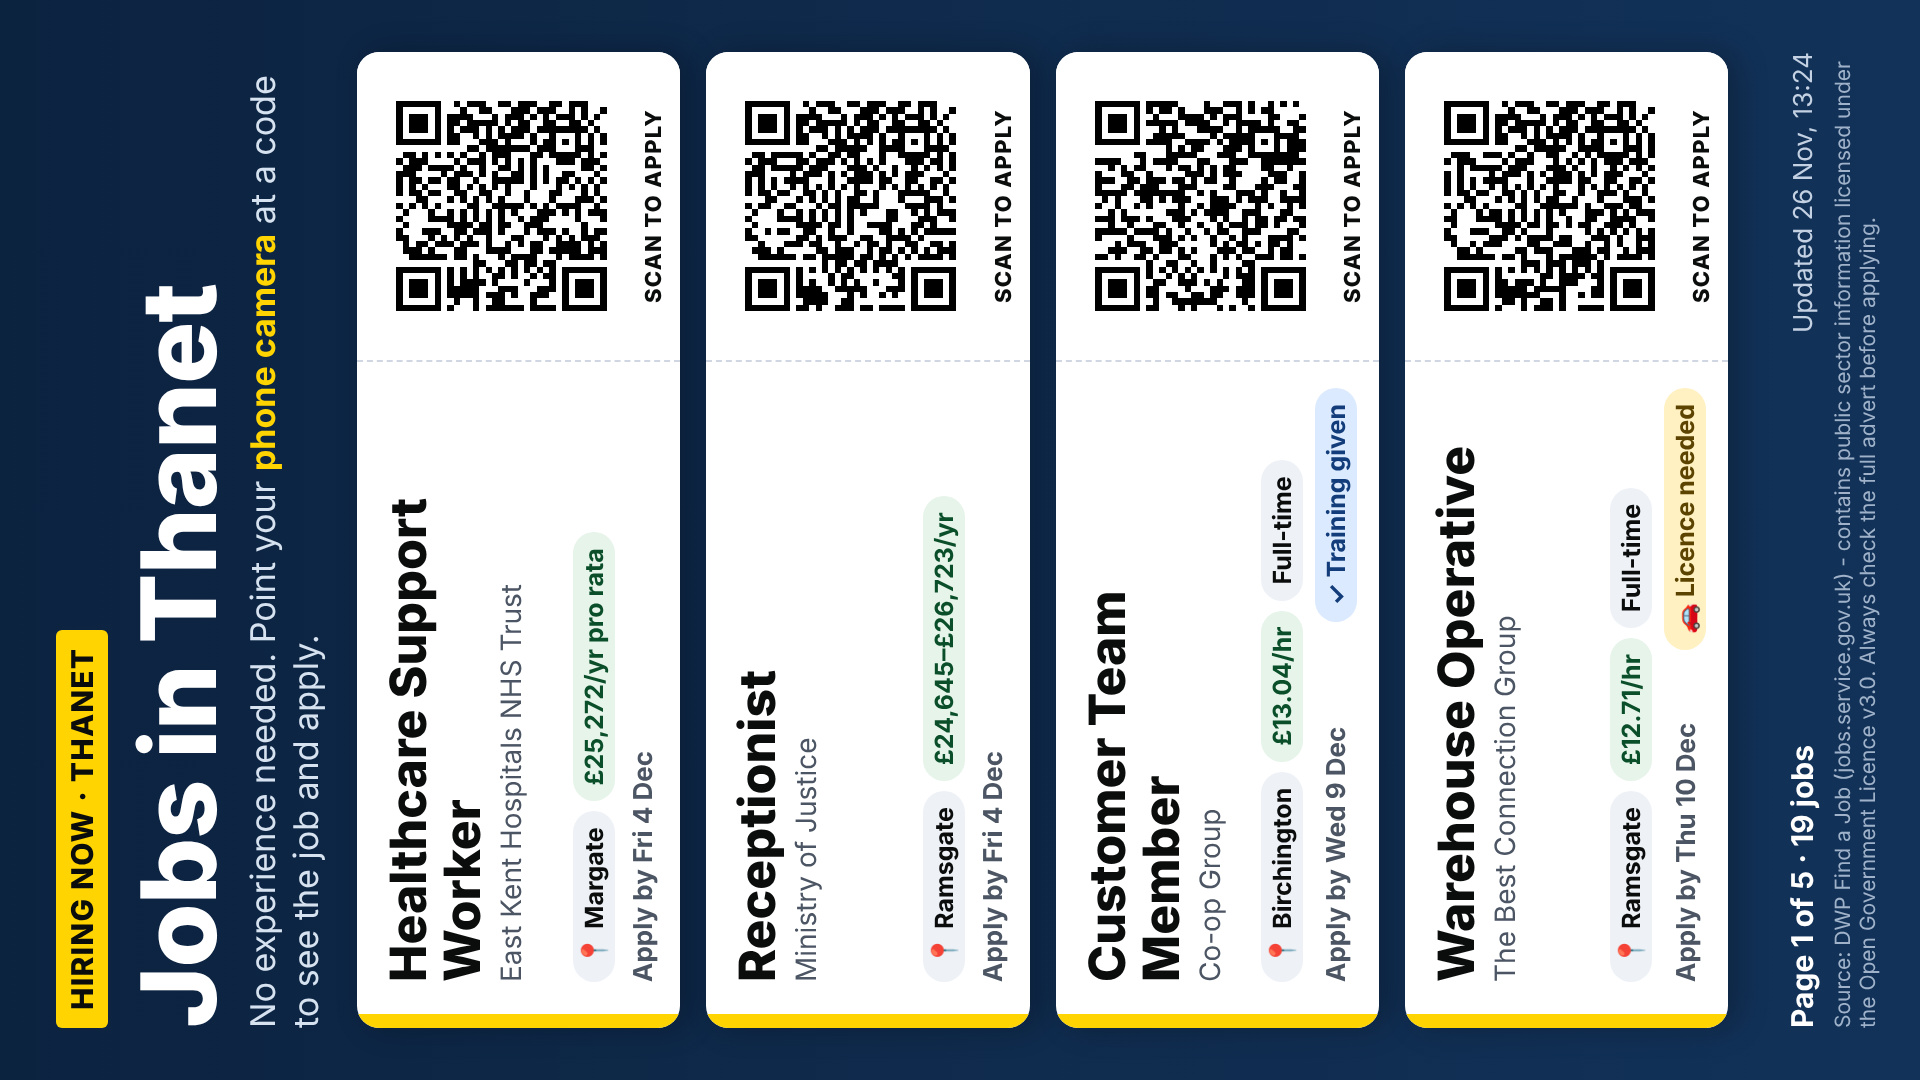 HIRING NOW · THANET
Jobs in Thanet
No experience needed. Point your phone camera at a code
to see the job and apply.
Healthcare Support
Worker
East Kent Hospitals NHS Trust
📍 Margate £25,272/yr pro rata
Apply by Fri 4 Dec
SCAN TO APPLY
Receptionist
Ministry of Justice
📍 Ramsgate £24,645–£26,723/yr
Apply by Fri 4 Dec
SCAN TO APPLY
Customer Team
Member
Co-op Group
📍 Birchington £13.04/hr Full-time
Apply by Wed 9 Dec ✓ Training given
SCAN TO APPLY
Warehouse Operative
The Best Connection Group
📍 Ramsgate £12.71/hr Full-time
Apply by Thu 10 Dec 🚗 Licence needed
SCAN TO APPLY
Page 1 of 5 · 19 jobs Updated 26 Nov, 13:24
Source: DWP Find a Job (jobs.service.gov.uk) - contains public sector information licensed under
the Open Government Licence v3.0. Always check the full advert before applying.